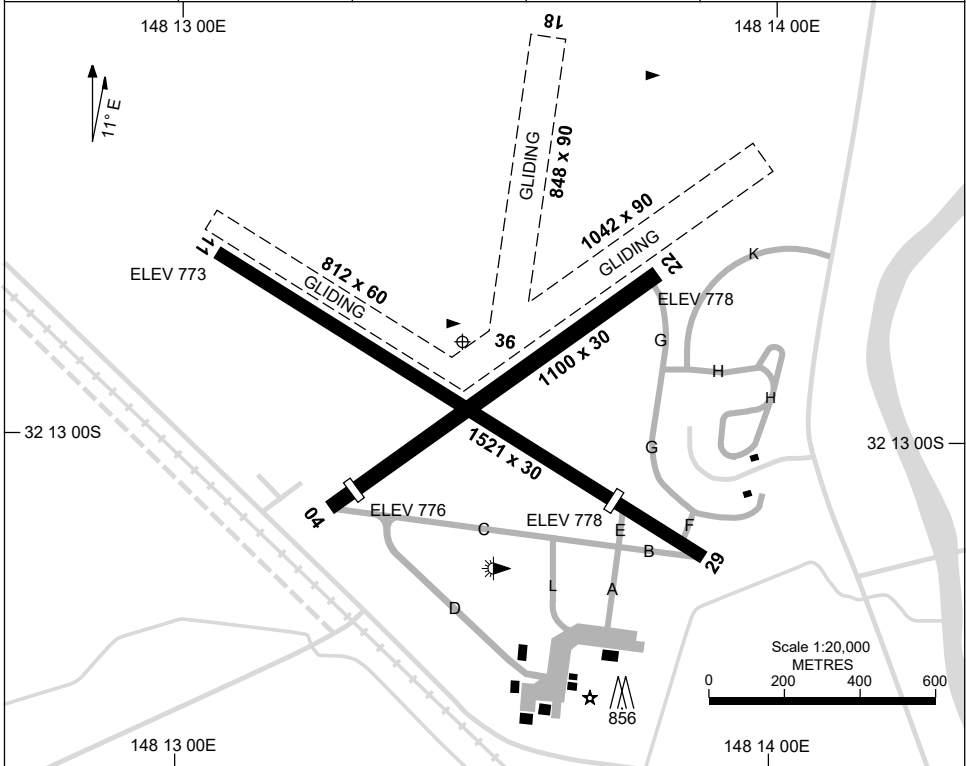 148 13 00E
148 14 00E
18
11° E
GLIDING
848 x 90
1042 x 90
GLIDING
K
11
ELEV 773
812 x 60
GLIDING
22
ELEV 778
36
G
1100 x 30
H
H
32 13 00S
1521 x 30
G
32 13 00S
04
ELEV 776
ELEV 778
C
E
F
B
29
L
A
D
Scale 1:20,000
METRES
0 200 400 600
856
148 13 00E
148 14 00E